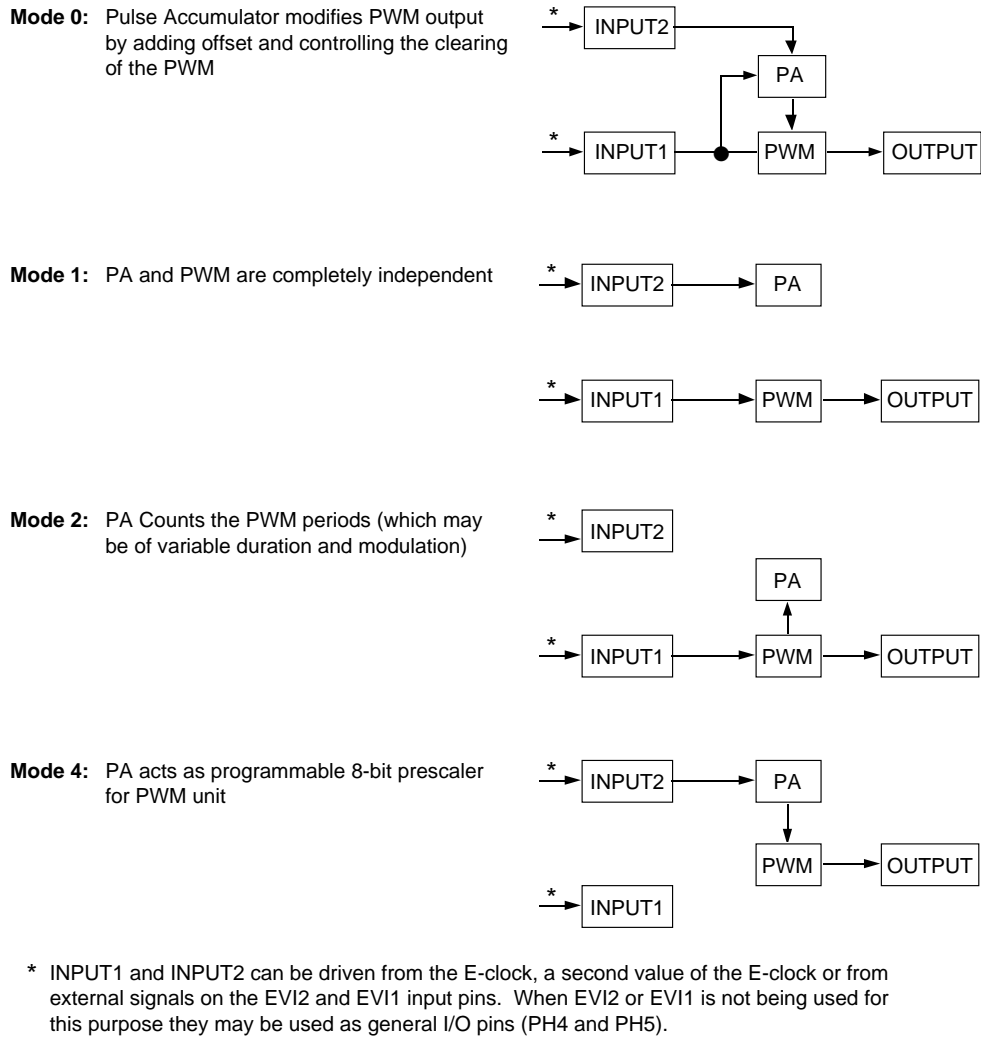 Mode 0: Pulse Accumulator modifies PWM output
by adding offset and controlling the clearing
of the PWM
* INPUT2
PA
* INPUT1 PWM OUTPUT
Mode 1: PA and PWM are completely independent
* INPUT2 PA
* INPUT1 PWM OUTPUT
Mode 2: PA Counts the PWM periods (which may
be of variable duration and modulation)
* INPUT2
PA
* INPUT1 PWM OUTPUT
Mode 4: PA acts as programmable 8-bit prescaler
for PWM unit
* INPUT2 PA
PWM OUTPUT
* INPUT1
* INPUT1 and INPUT2 can be driven from the E-clock, a second value of the E-clock or from
external signals on the EVI2 and EVI1 input pins. When EVI2 or EVI1 is not being used for
this purpose they may be used as general I/O pins (PH4 and PH5).